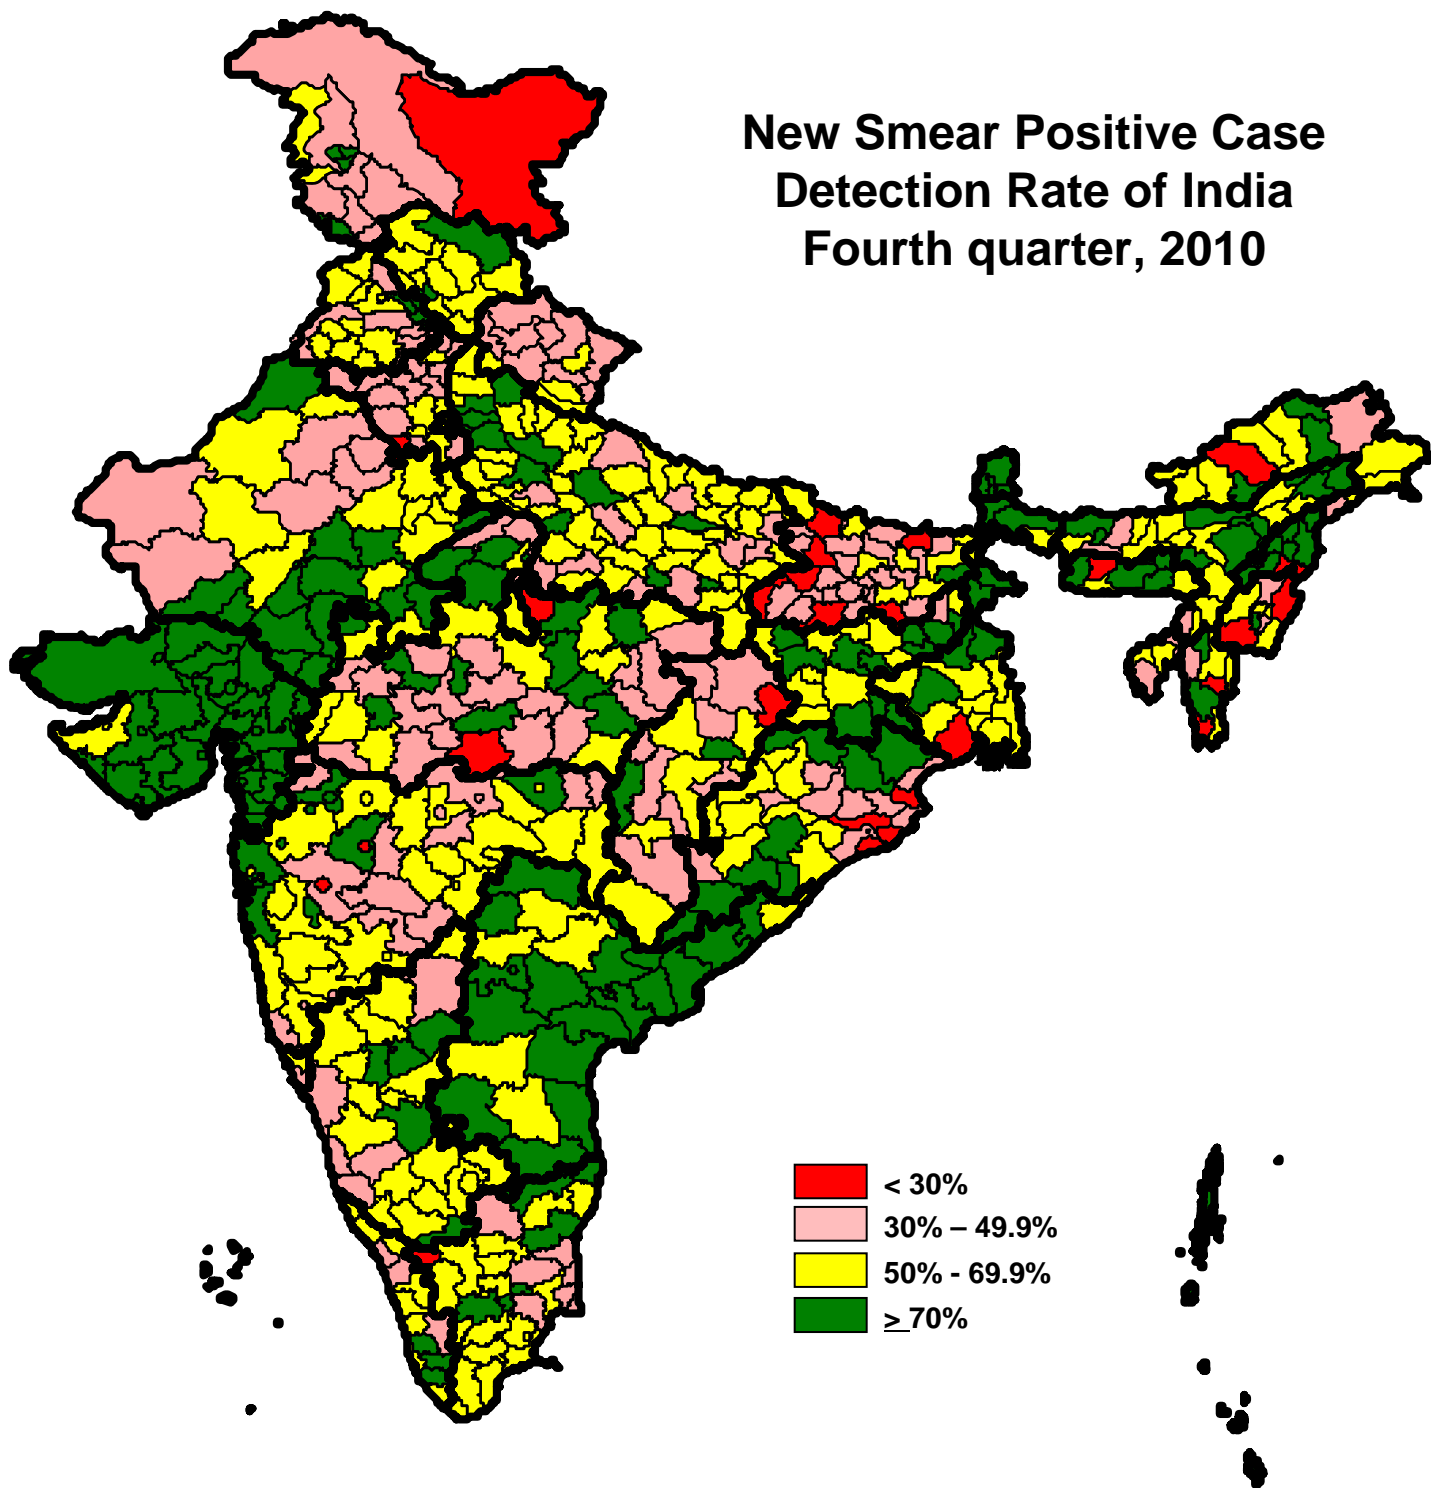 New Smear Positive Case
Detection Rate of India
Fourth quarter, 2010
< 30%
30% – 49.9%
50% - 69.9%
> 70%